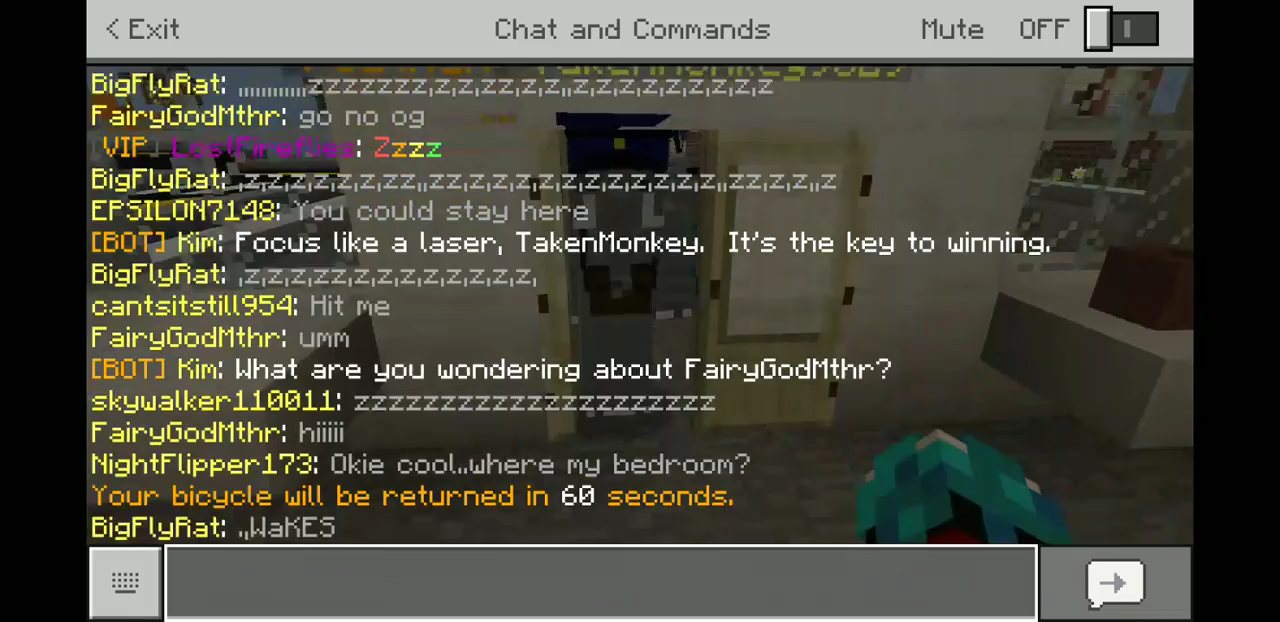 < Exit
Chat and Commands
Mute OFF
BigFlyRat: ,,,,,,,,,,,,zzzzzzz,z,z,zz,z,z,,z,z,z,z,z,z,z,z
FairyGodMthr: go no og
VIP LostFireflies: Zzzz
BigFlyRat: ,z,z,z,z,z,z,zz,,zz,z,z,z,z,z,z,z,z,z,z,,zz,z,z,,z
EPSILON7148: You could stay here
[BOT] Kim: Focus like a laser, TakenMonkey. It's the key to winning.
BigFlyRat: ,z,z,z,zz,z,z,z,z,z,z,z,
cantsitstill954: Hit me
FairyGodMthr: umm
[BOT] Kim: What are you wondering about FairyGodMthr?
skywalker110011: zzzzzzzzzzzzzzzzzzzzz
FairyGodMthr: hiiiii
NightFlipper173: Okie cool..where my bedroom?
Your bicycle will be returned in 60 seconds.
BigFlyRat: .,WaKES